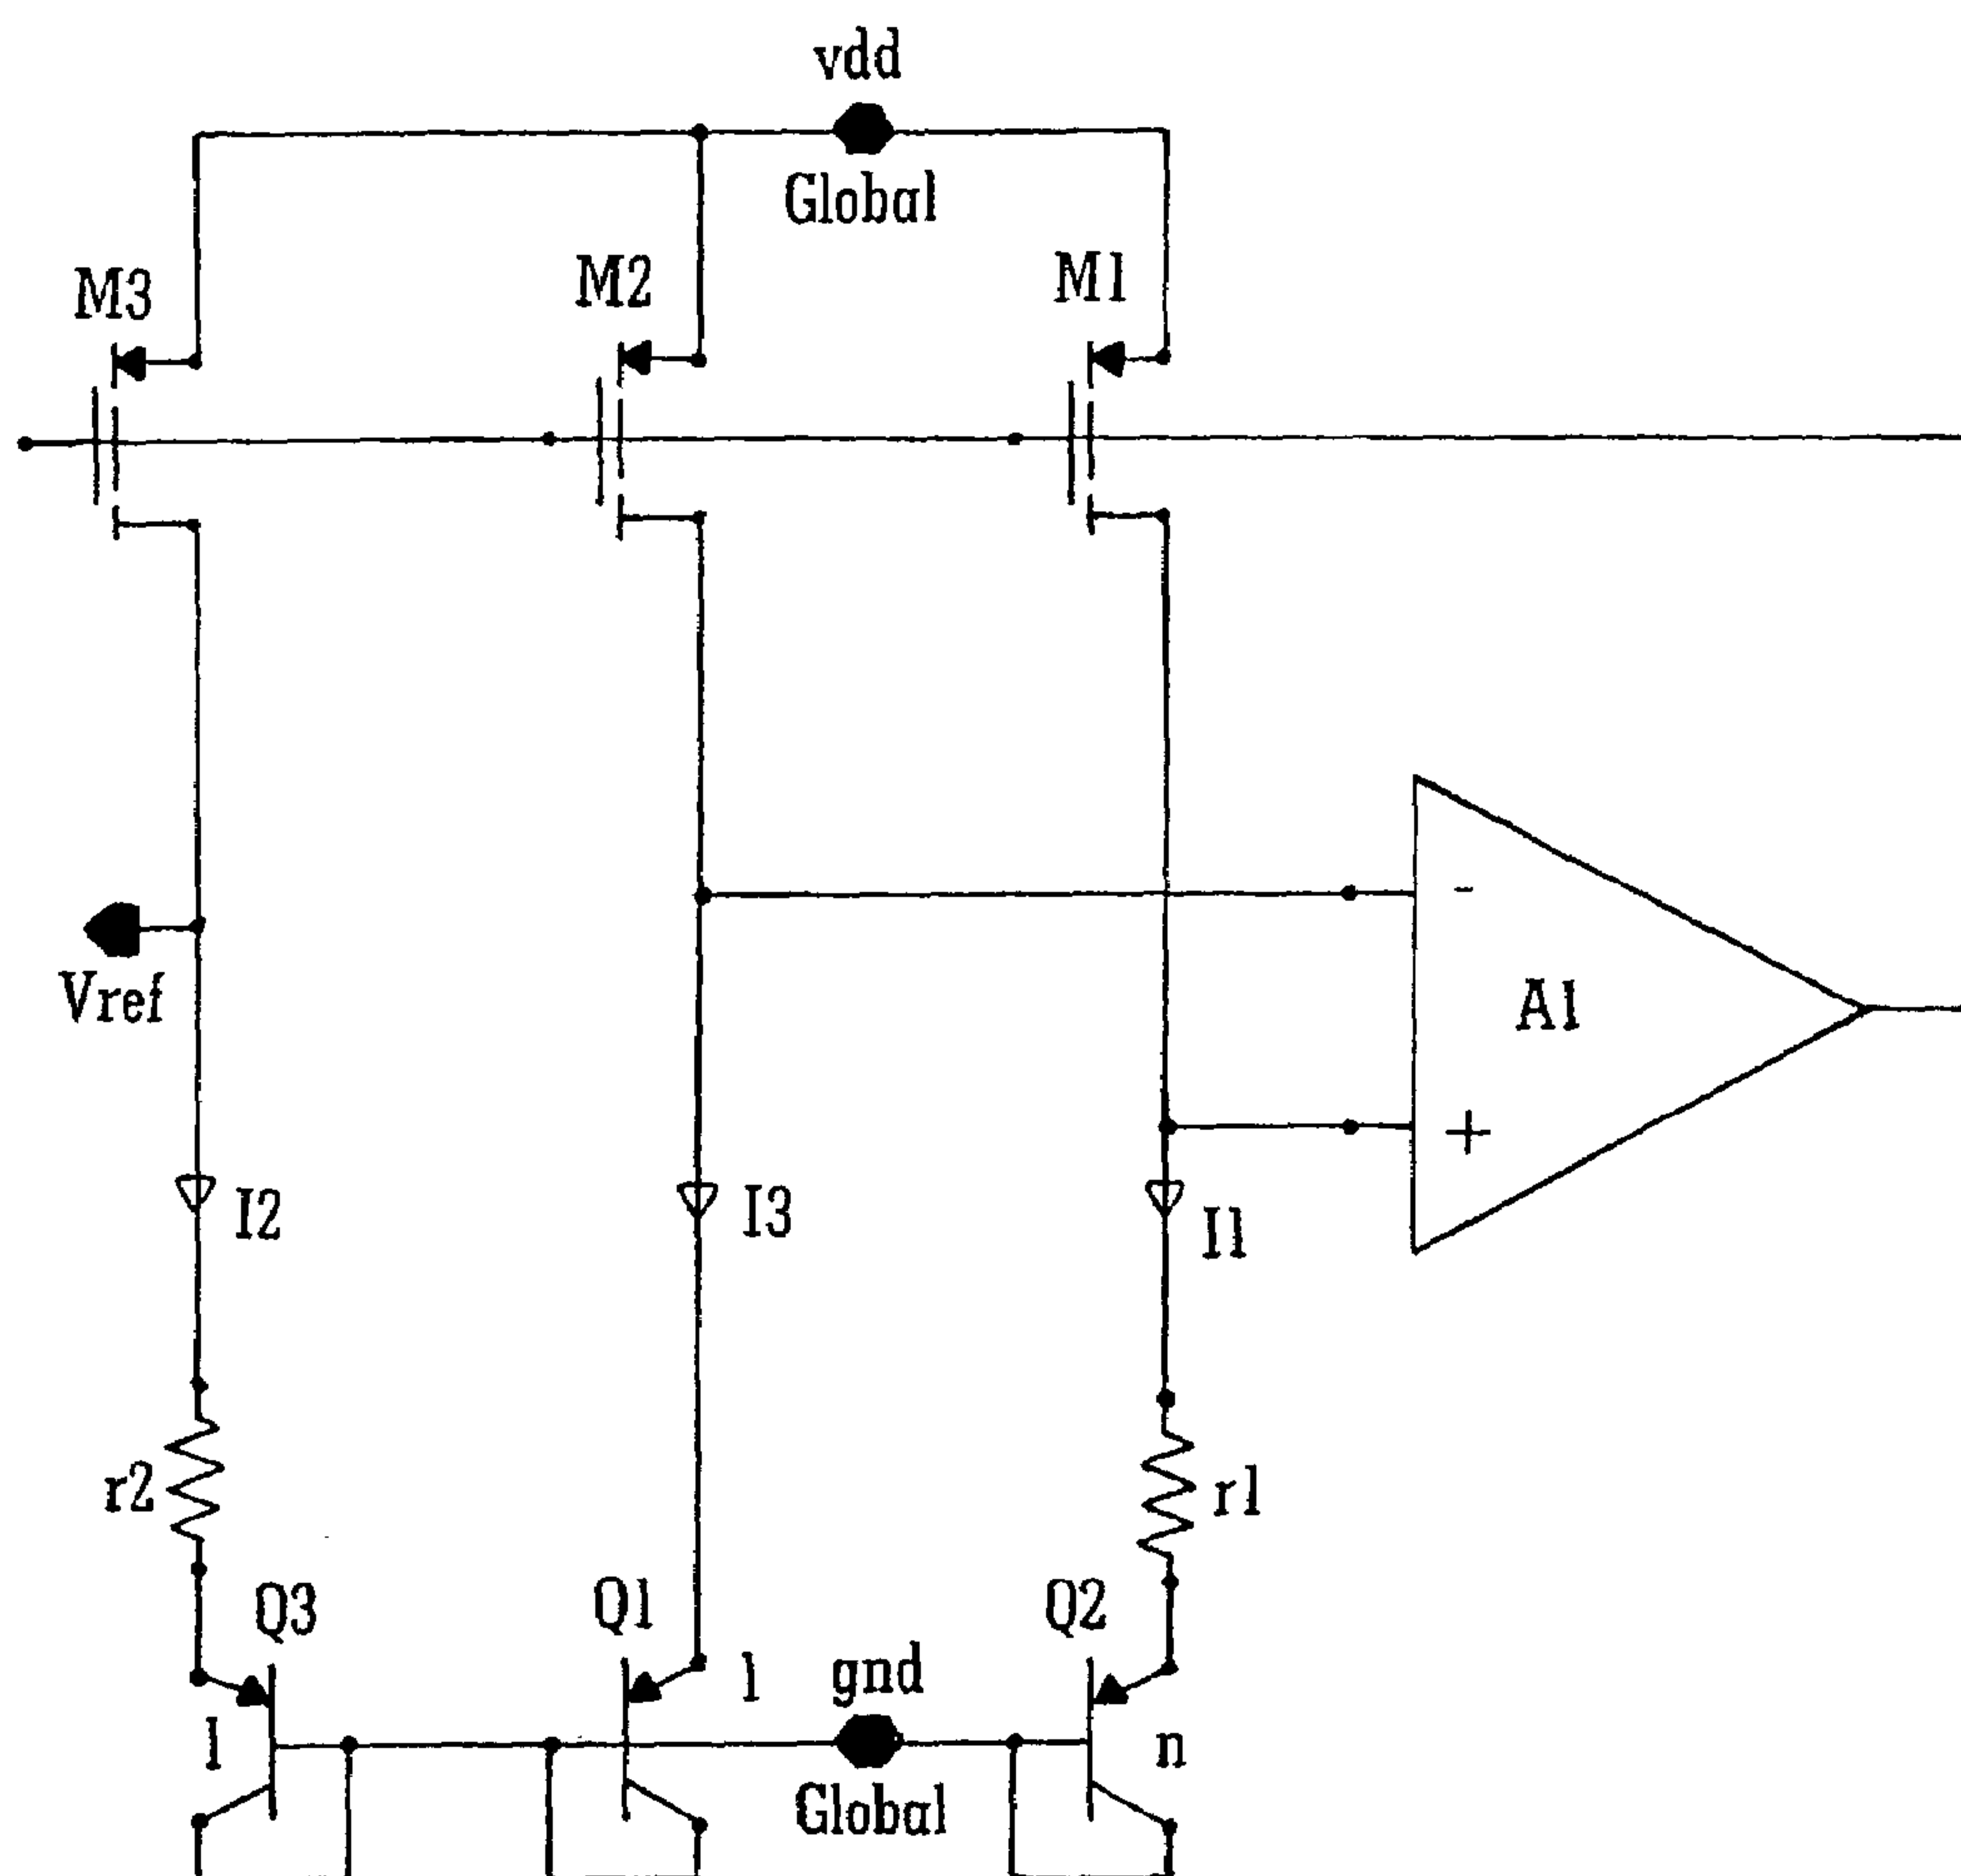 vdd
Global
M3
M2
M1
-
A1
Vref
+
I2
I3
I1
r2
r1
Q3
Q1
Q2
1
gnd
1
n
Global